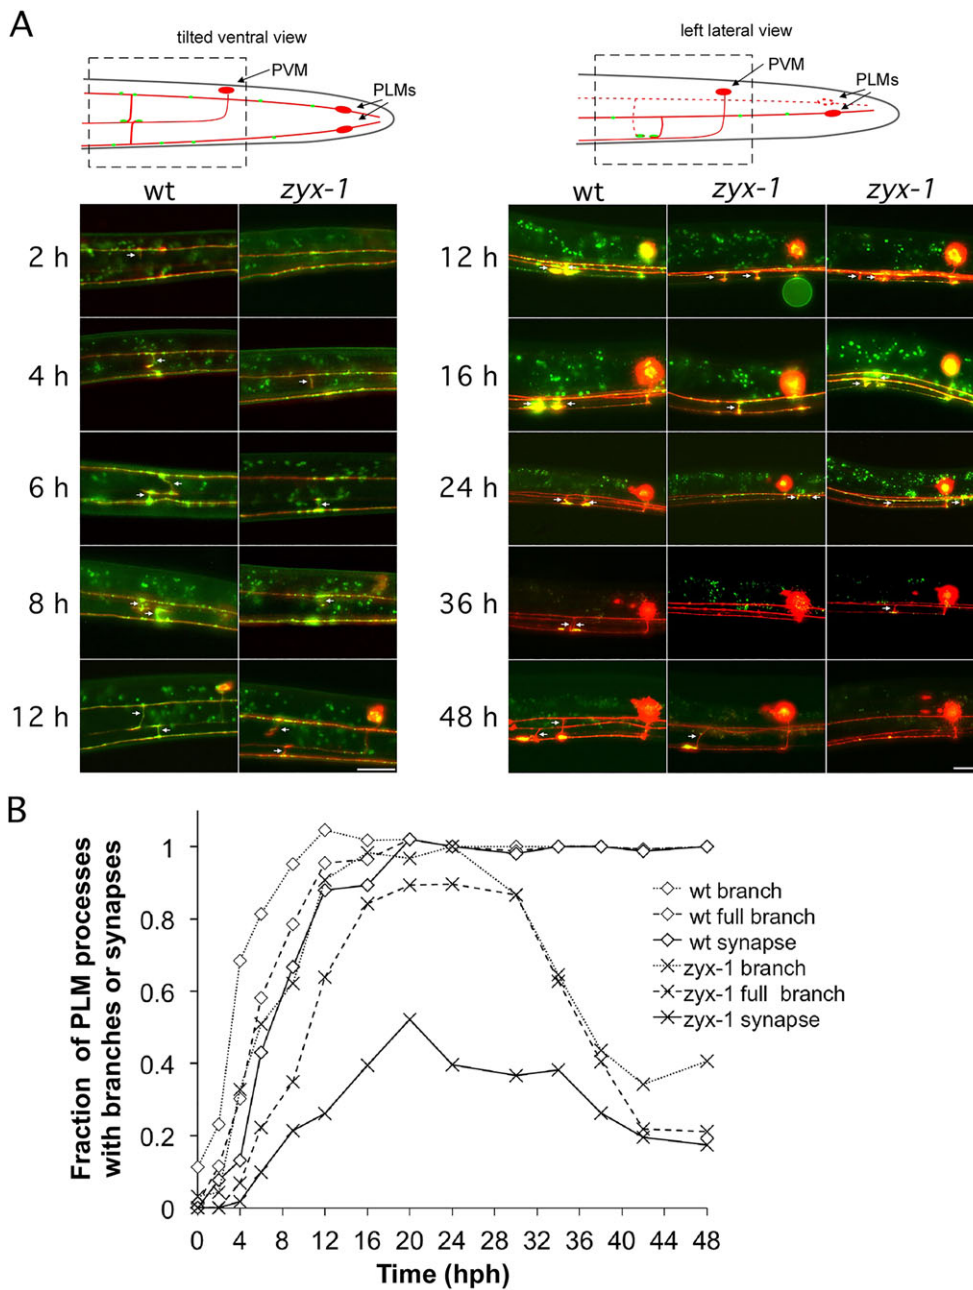 A
tilted ventral view
PVM
PLMs
left lateral view
PVM
PLMs
wt
zyx-1
wt
zyx-1
zyx-1
2 h
4 h
6 h
8 h
12 h
12 h
16 h
24 h
36 h
48 h
B
Fraction of PLM processes
with branches or synapses
1
0.8
0.6
0.4
0.2
0
0 4 8 12 16 20 24 28 32 36 40 44 48
Time (hph)
wt branch
wt full branch
wt synapse
zyx-1 branch
zyx-1 full branch
zyx-1 synapse